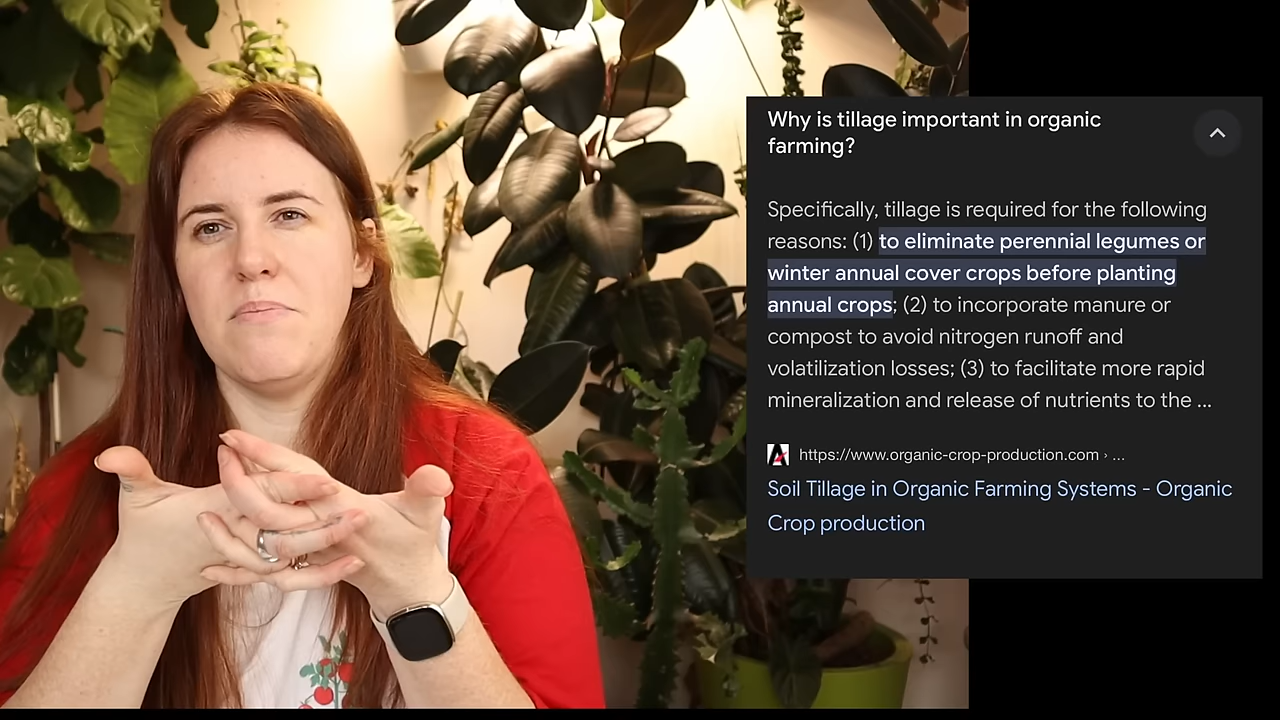 Why is tillage important in organic
farming?
Specifically, tillage is required for the following
reasons: (1) to eliminate perennial legumes or
winter annual cover crops before planting
annual crops; (2) to incorporate manure or
compost to avoid nitrogen runoff and
volatilization losses; (3) to facilitate more rapid
mineralization and release of nutrients to the ...
https://www.organic-crop-production.com › ...
Soil Tillage in Organic Farming Systems - Organic
Crop production